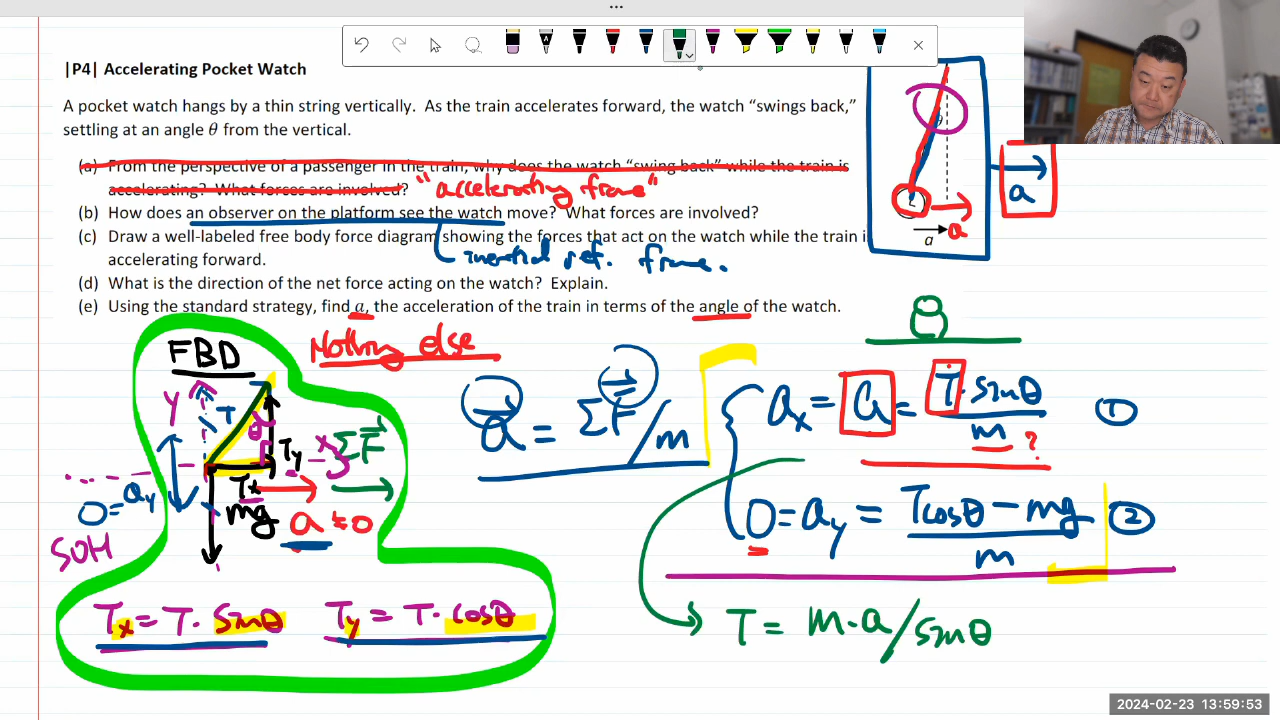 |P4| Accelerating Pocket Watch
A pocket watch hangs by a thin string vertically. As the train accelerates forward, the watch “swings back,”
settling at an angle θ from the vertical.
(a) From the perspective of a passenger in the train, why does the watch “swing back” while the train is
accelerating? What forces are involved?
"accelerating frame"
(b) How does an observer on the platform see the watch move? What forces are involved?
(c) Draw a well-labeled free body force diagram showing the forces that act on the watch while the train i
accelerating forward.
inertial ref. frame.
(d) What is the direction of the net force acting on the watch? Explain.
(e) Using the standard strategy, find a, the acceleration of the train in terms of the angle of the watch.
θ
a
a
a
FBD
Nothing else
Y
T
θ
Ty
x
ΣF
Tx
mg
0=ay
a≠0
SOH
Tx = T· sinθ
Ty = T· cosθ
a = ΣF/m
ax = a = T·sinθ/m ①
?
0 = ay = Tcosθ - mg/m ②
T = m·a/sinθ
2024-02-23 13:59:53